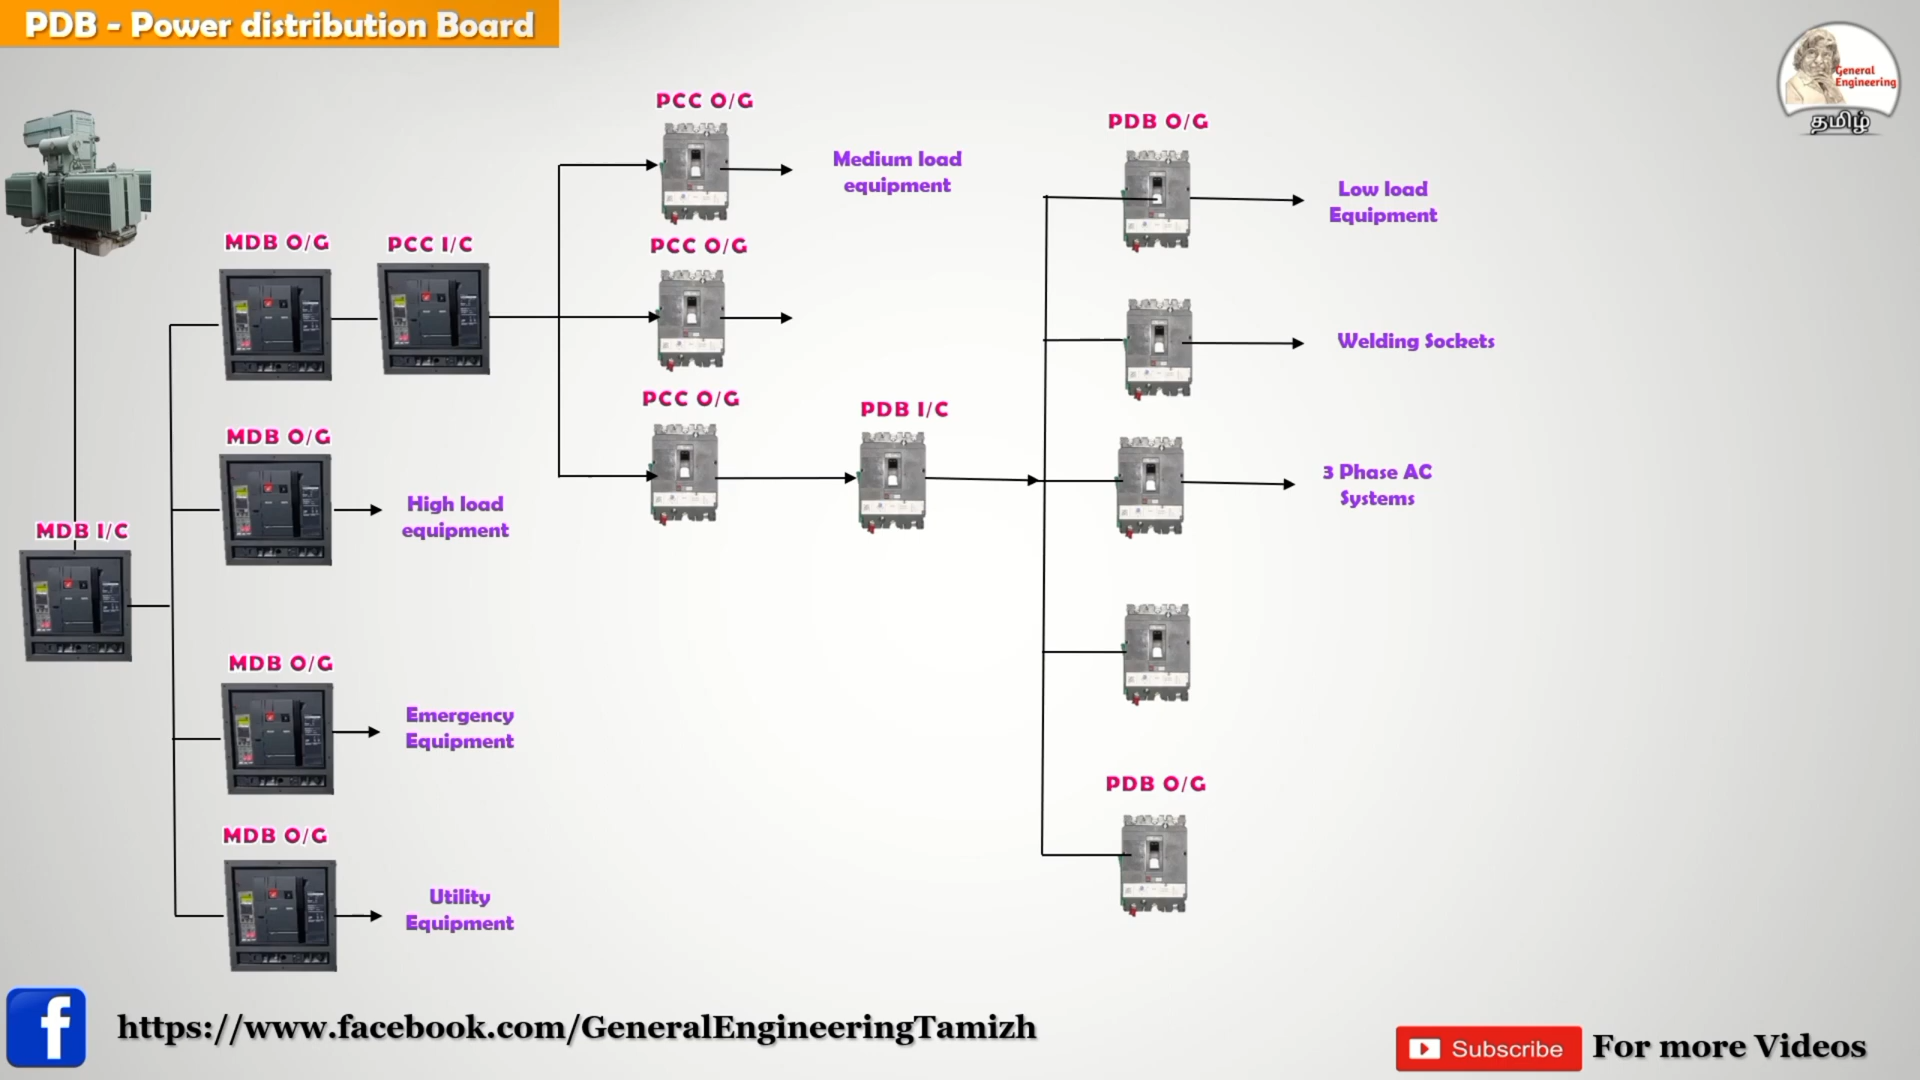 PDB - Power distribution Board
General
Engineering
தமிழ்
PCC O/G
PDB O/G
Medium load
equipment
Low load
Equipment
MDB O/G
PCC I/C
PCC O/G
Welding Sockets
PCC O/G
PDB I/C
MDB O/G
3 Phase AC
Systems
High load
equipment
MDB I/C
MDB O/G
Emergency
Equipment
PDB O/G
MDB O/G
Utility
Equipment
f
https://www.facebook.com/GeneralEngineeringTamizh
Subscribe
For more Videos